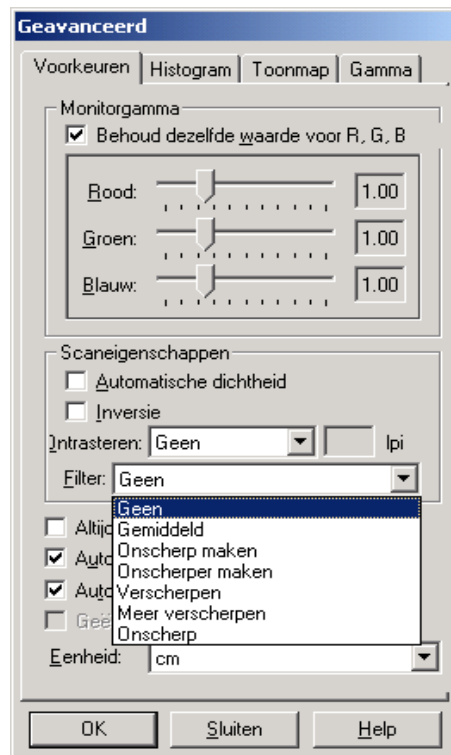 Geavanceerd
Voorkeuren Histogram Toonmap Gamma
Monitorgamma
Behoud dezelfde waarde voor R, G, B
Rood: 1.00
Groen: 1.00
Blauw: 1.00
Scaneigenschappen
Automatische dichtheid
Inversie
Ontrasteren: Geen lpi
Filter: Geen
Geen
Gemiddeld
Onscherp maken
Onscherper maken
Verscherpen
Meer verscherpen
Onscherp
Eenheid: cm
OK Sluiten Help